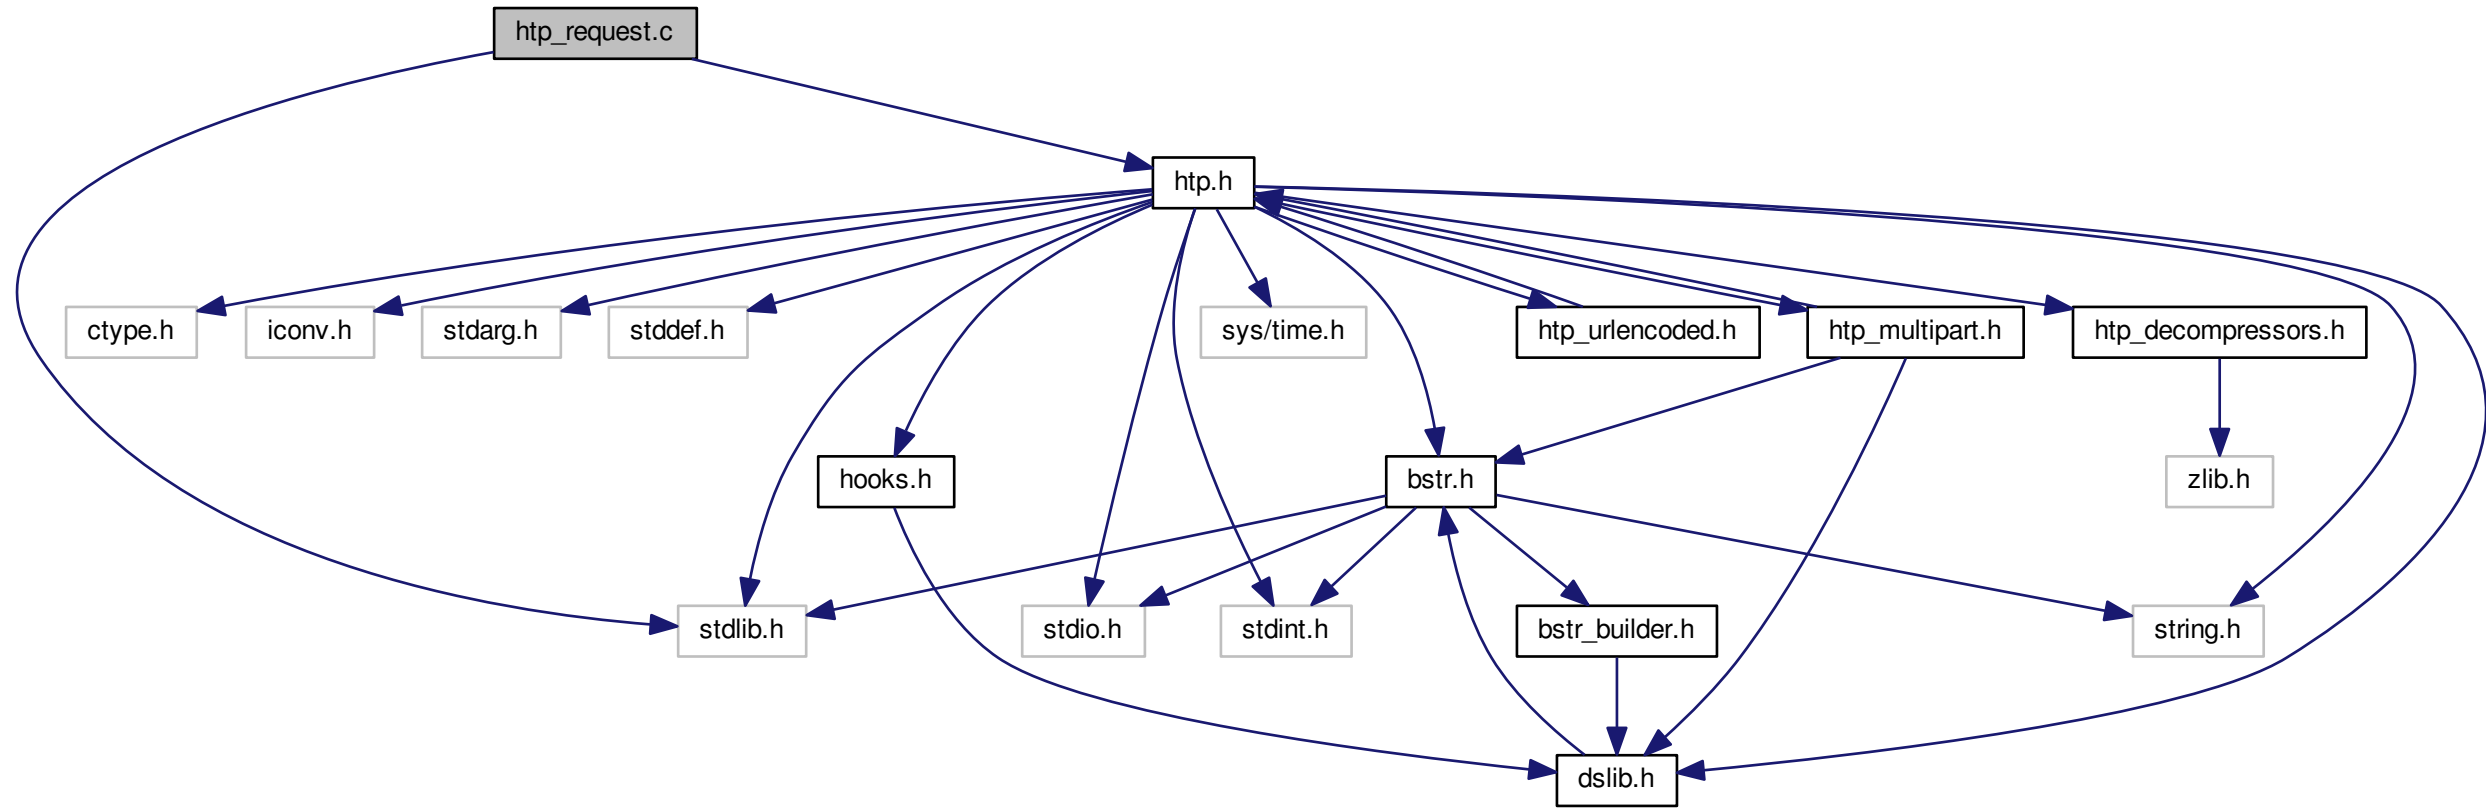 htp_request.c
htp.h
ctype.h
iconv.h
stdarg.h
stddef.h
sys/time.h
htp_urlencoded.h
htp_multipart.h
htp_decompressors.h
hooks.h
bstr.h
zlib.h
stdlib.h
stdio.h
stdint.h
bstr_builder.h
string.h
dslib.h